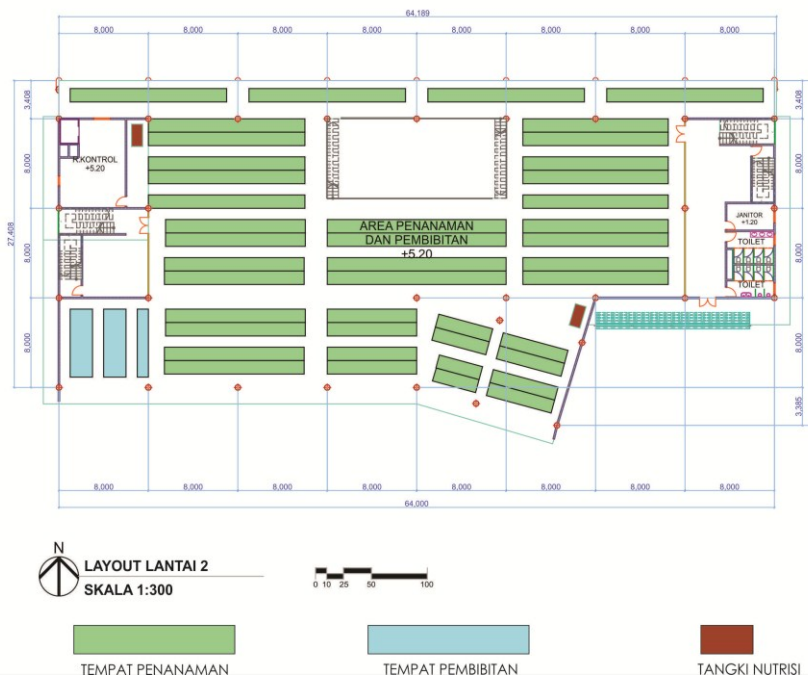 64,189
8,000 8,000 8,000 8,000 8,000 8,000 8,000 8,000
3,408 3,408
8,000 8,000
R.KONTROL
+5.20
27,408
JANITOR
+1.20
AREA PENANAMAN
DAN PEMBIBITAN
+5.20
TOILET
8,000 8,000
TOILET
8,000 8,000
3,385
8,000 8,000 8,000 8,000 8,000 8,000 8,000 8,000
64,000
N
LAYOUT LANTAI 2
SKALA 1:300
0 10 25 50 100
TEMPAT PENANAMAN TEMPAT PEMBIBITAN TANGKI NUTRISI